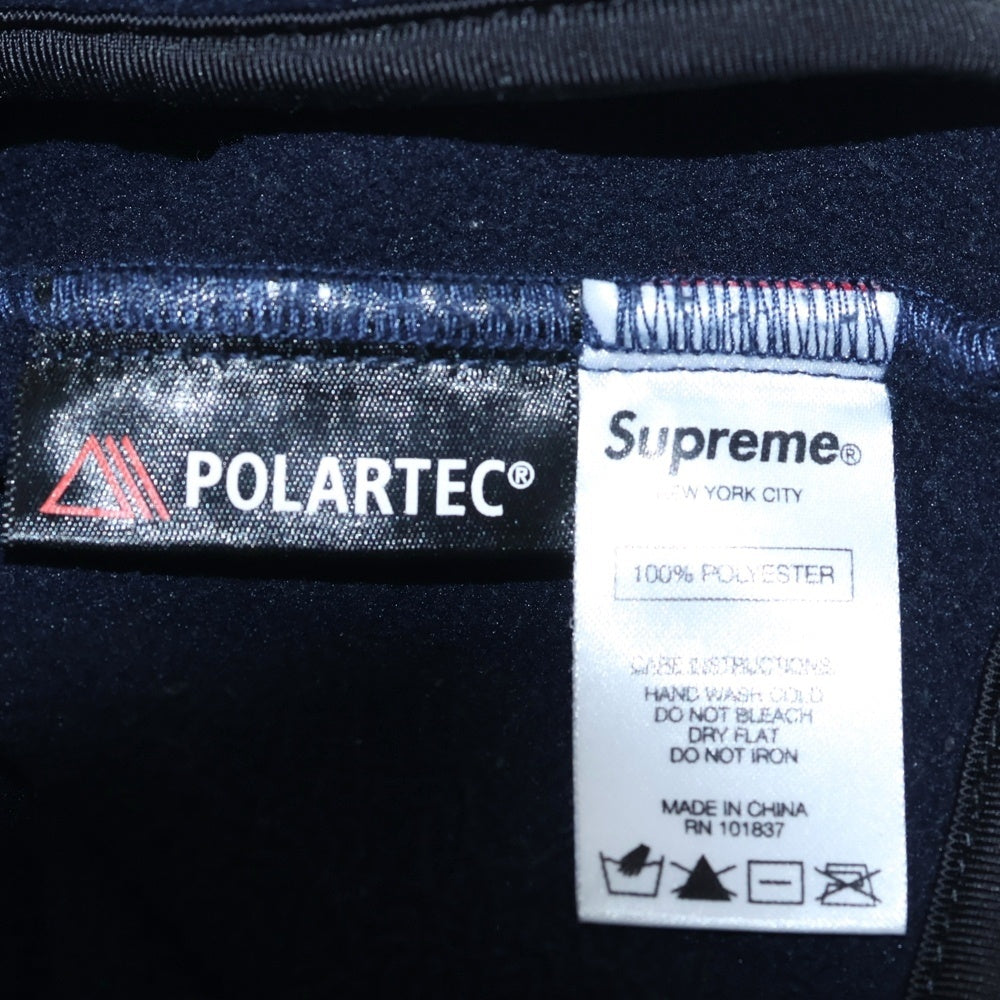 POLARTEC®
Supreme®
NEW YORK CITY
100% POLYESTER
CARE INSTRUCTIONS
HAND WASH COLD
DO NOT BLEACH
DRY FLAT
DO NOT IRON
MADE IN CHINA
RN 101837